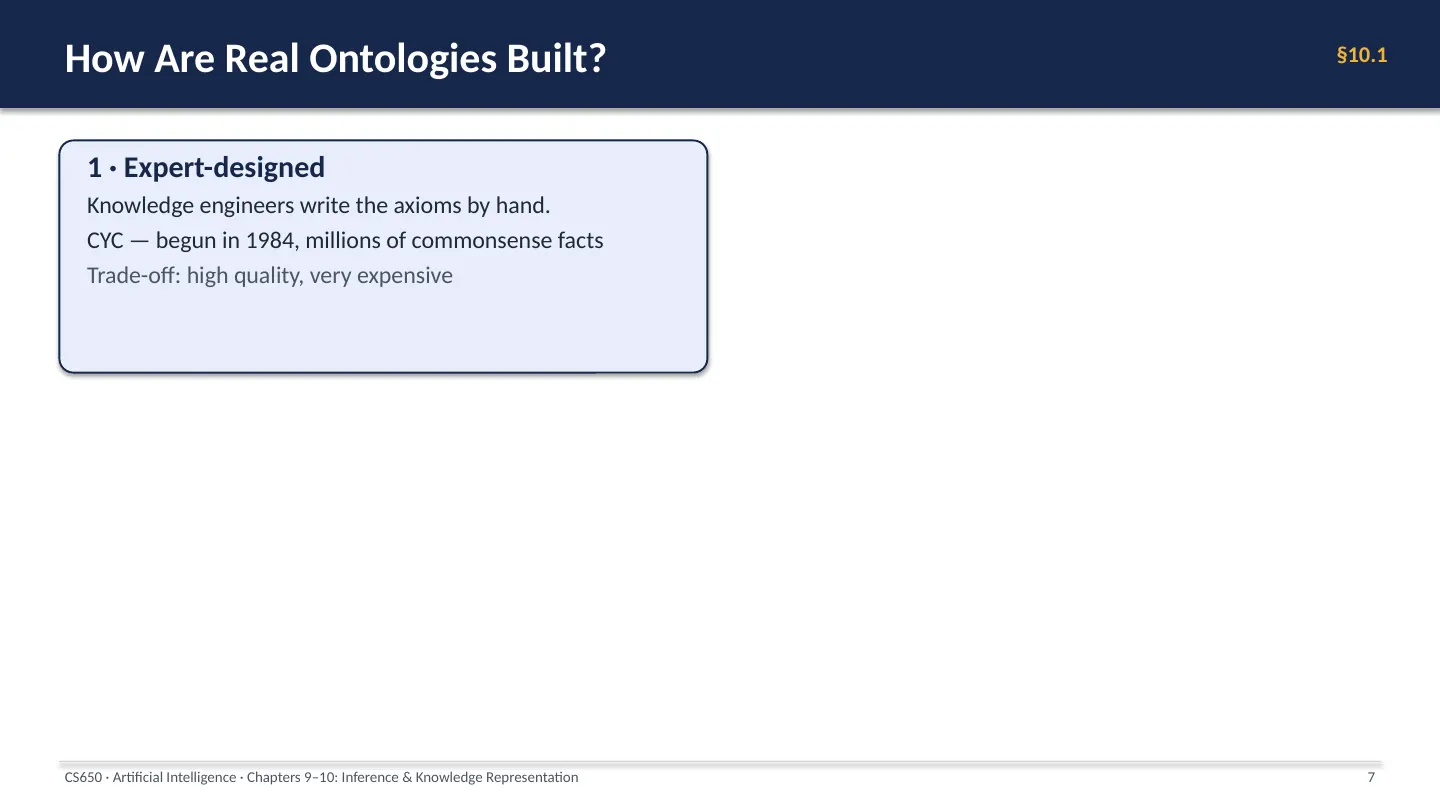 How Are Real Ontologies Built?
§10.1
1 · Expert-designed
Knowledge engineers write the axioms by hand.
CYC — begun in 1984, millions of commonsense facts
Trade-off: high quality, very expensive
CS650 · Artificial Intelligence · Chapters 9–10: Inference & Knowledge Representation
7